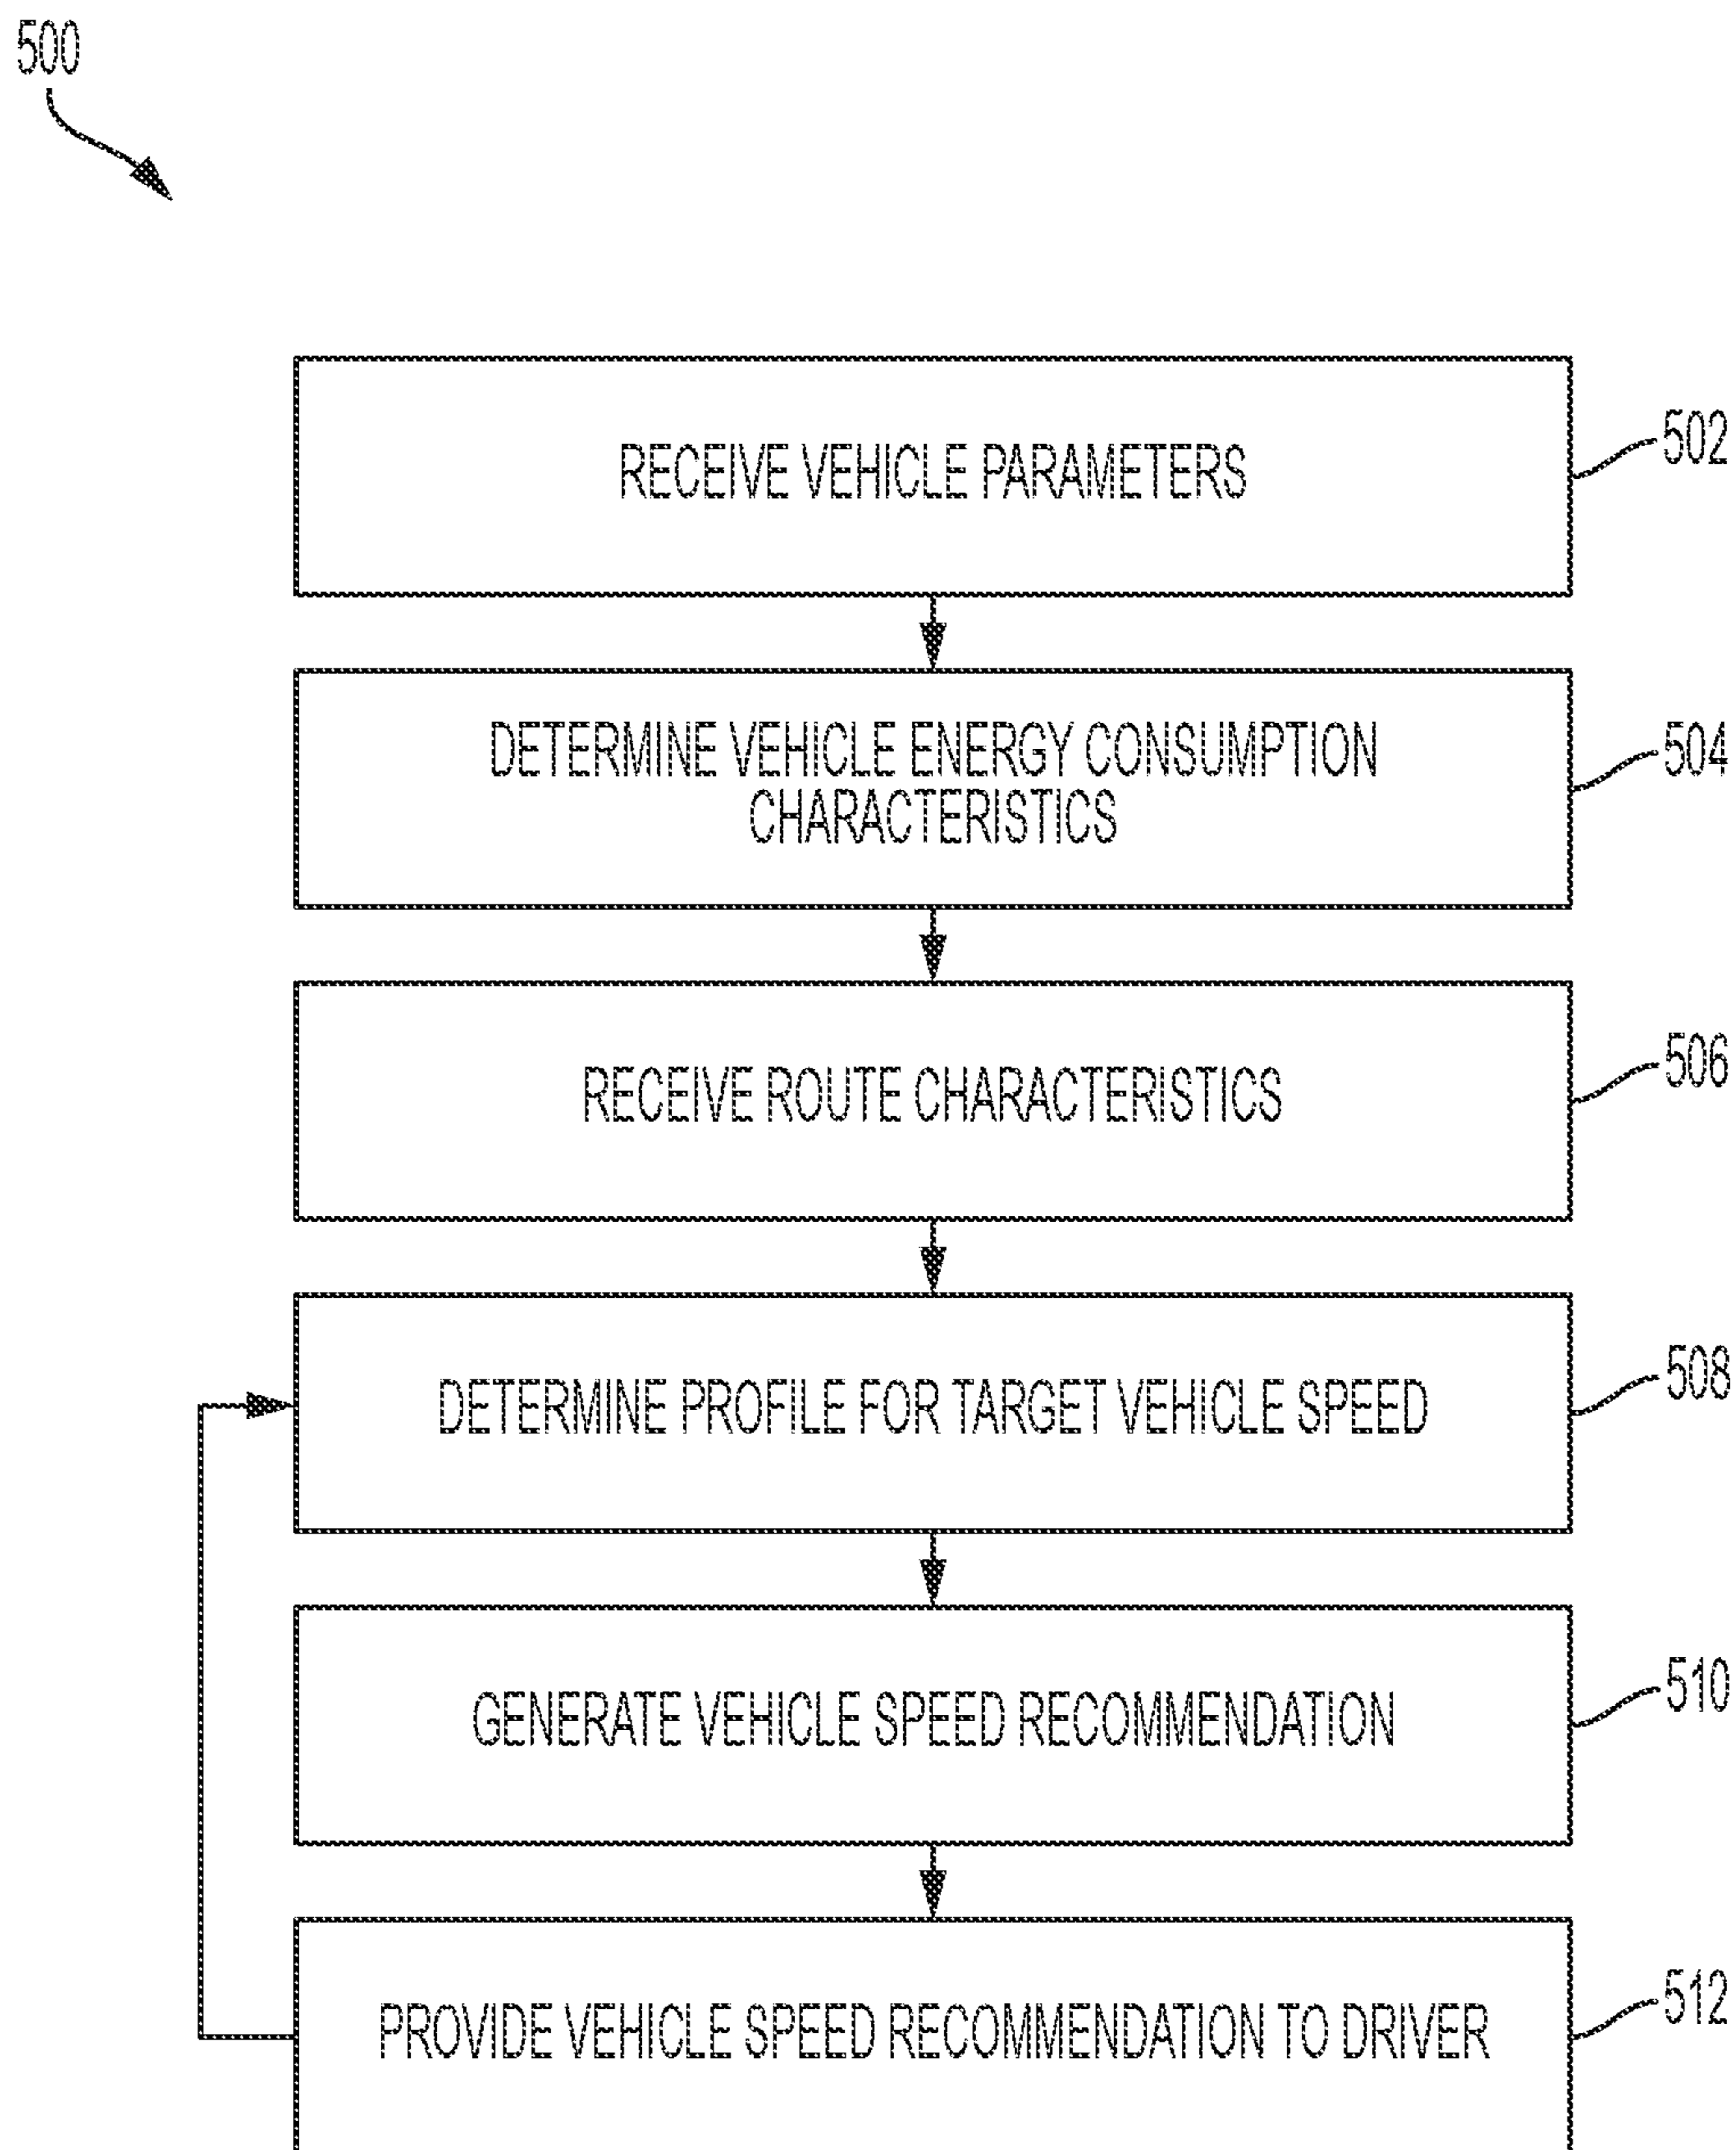 500
RECEIVE VEHICLE PARAMETERS
502
DETERMINE VEHICLE ENERGY CONSUMPTION
CHARACTERISTICS
504
RECEIVE ROUTE CHARACTERISTICS
506
DETERMINE PROFILE FOR TARGET VEHICLE SPEED
508
GENERATE VEHICLE SPEED RECOMMENDATION
510
PROVIDE VEHICLE SPEED RECOMMENDATION TO DRIVER
512